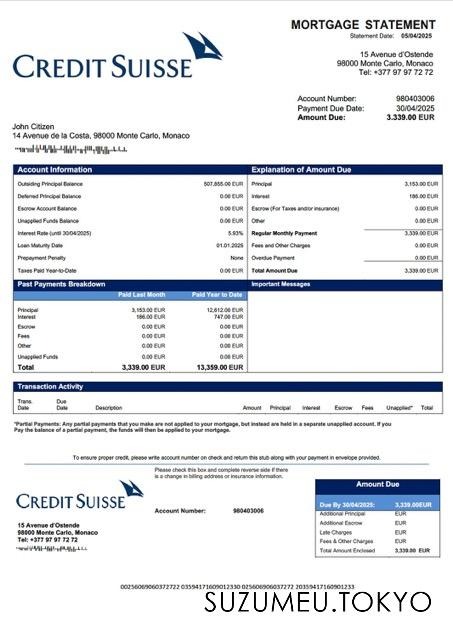 MORTGAGE STATEMENT
Statement Date: 05/04/2025
CREDIT SUISSE
15 Avenue d'Ostende
98000 Monte Carlo, Monaco
Tel: +377 97 97 72 72
Account Number: 980403006
Payment Due Date: 30/04/2025
Amount Due: 3.339.00 EUR
John Citizen
14 Avenue de la Costa, 98000 Monte Carlo, Monaco
Account Information
Outsiding Principal Balance 507,855.00 EUR
Deferred Principal Balance 0.00 EUR
Escrow Account Balance 0.00 EUR
Unapplied Funds Balance 0.00 EUR
Interest Rate (until 30/04/2025) 5.93%
Loan Maturity Date 01.01.2025
Prepayment Penalty None
Taxes Paid Year-to-Date 0.00 EUR
Explanation of Amount Due
Principal 3,153.00 EUR
Interest 186.00 EUR
Escrow (For Taxes and/or insurance) 0.00 EUR
Other 0.00 EUR
Regular Monthly Payment 3,339.00 EUR
Fees and Other Charges 0.00 EUR
Overdue Payment 0.00 EUR
Total Amount Due 3,339.00 EUR
Past Payments Breakdown
Paid Last Month Paid Year to Date
Principal 3,153.00 EUR 12,612.00 EUR
Interest 186.00 EUR 747.00 EUR
Escrow 0.00 EUR 0.00 EUR
Fees 0.00 EUR 0.00 EUR
Other 0.00 EUR 0.00 EUR
Unapplied Funds 0.00 EUR 0.00 EUR
Total 3,339.00 EUR 13,359.00 EUR
Important Messages
Transaction Activity
Trans. Date Due Date Description Amount Principal Interest Escrow Fees Unapplied* Total
*Partial Payments: Any partial payments that you make are not applied to your mortgage, but instead are held in a separate unapplied account. If you
Pay the balance of a partial payment, the funds will then be applied to your mortgage.
To ensure proper credit, please write account number on check and return this stub along with your payment in envelope provided.
Please check this box and complete reverse side if there
is a change in billing address or insurance information.
CREDIT SUISSE
Account Number: 980403006
15 Avenue d'Ostende
98000 Monte Carlo, Monaco
Tel: +377 97 97 72 72
Amount Due
Due By 30/04/2025: 3,339.00EUR
Additional Principal EUR
Additional Escrow EUR
Late Charges EUR
Fees & Other Charges EUR
Total Amount Enclosed 3,339.00 EUR
SUZUMEU.TOKYO